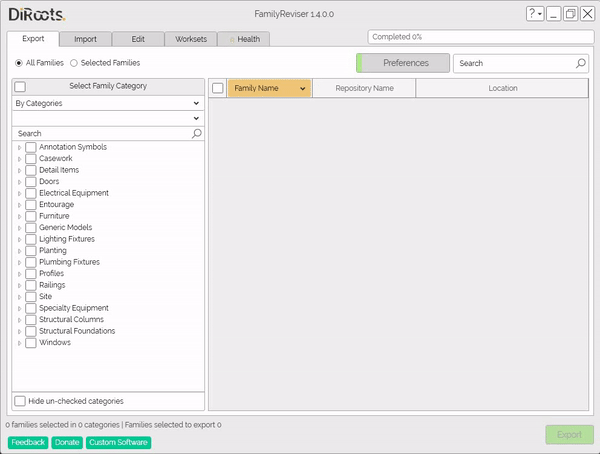 DiRoots.
FamilyReviser 1.4.0.0
?
Export
Import
Edit
Worksets
Health
Completed 0%
All Families
Selected Families
Preferences
Search
Select Family Category
By Categories
Search
Annotation Symbols
Casework
Detail Items
Doors
Electrical Equipment
Entourage
Furniture
Generic Models
Lighting Fixtures
Planting
Plumbing Fixtures
Profiles
Railings
Site
Specialty Equipment
Structural Columns
Structural Foundations
Windows
Hide un-checked categories
Family Name
Repository Name
Location
0 families selected in 0 categories | Families selected to export 0
Feedback
Donate
Custom Software
Export